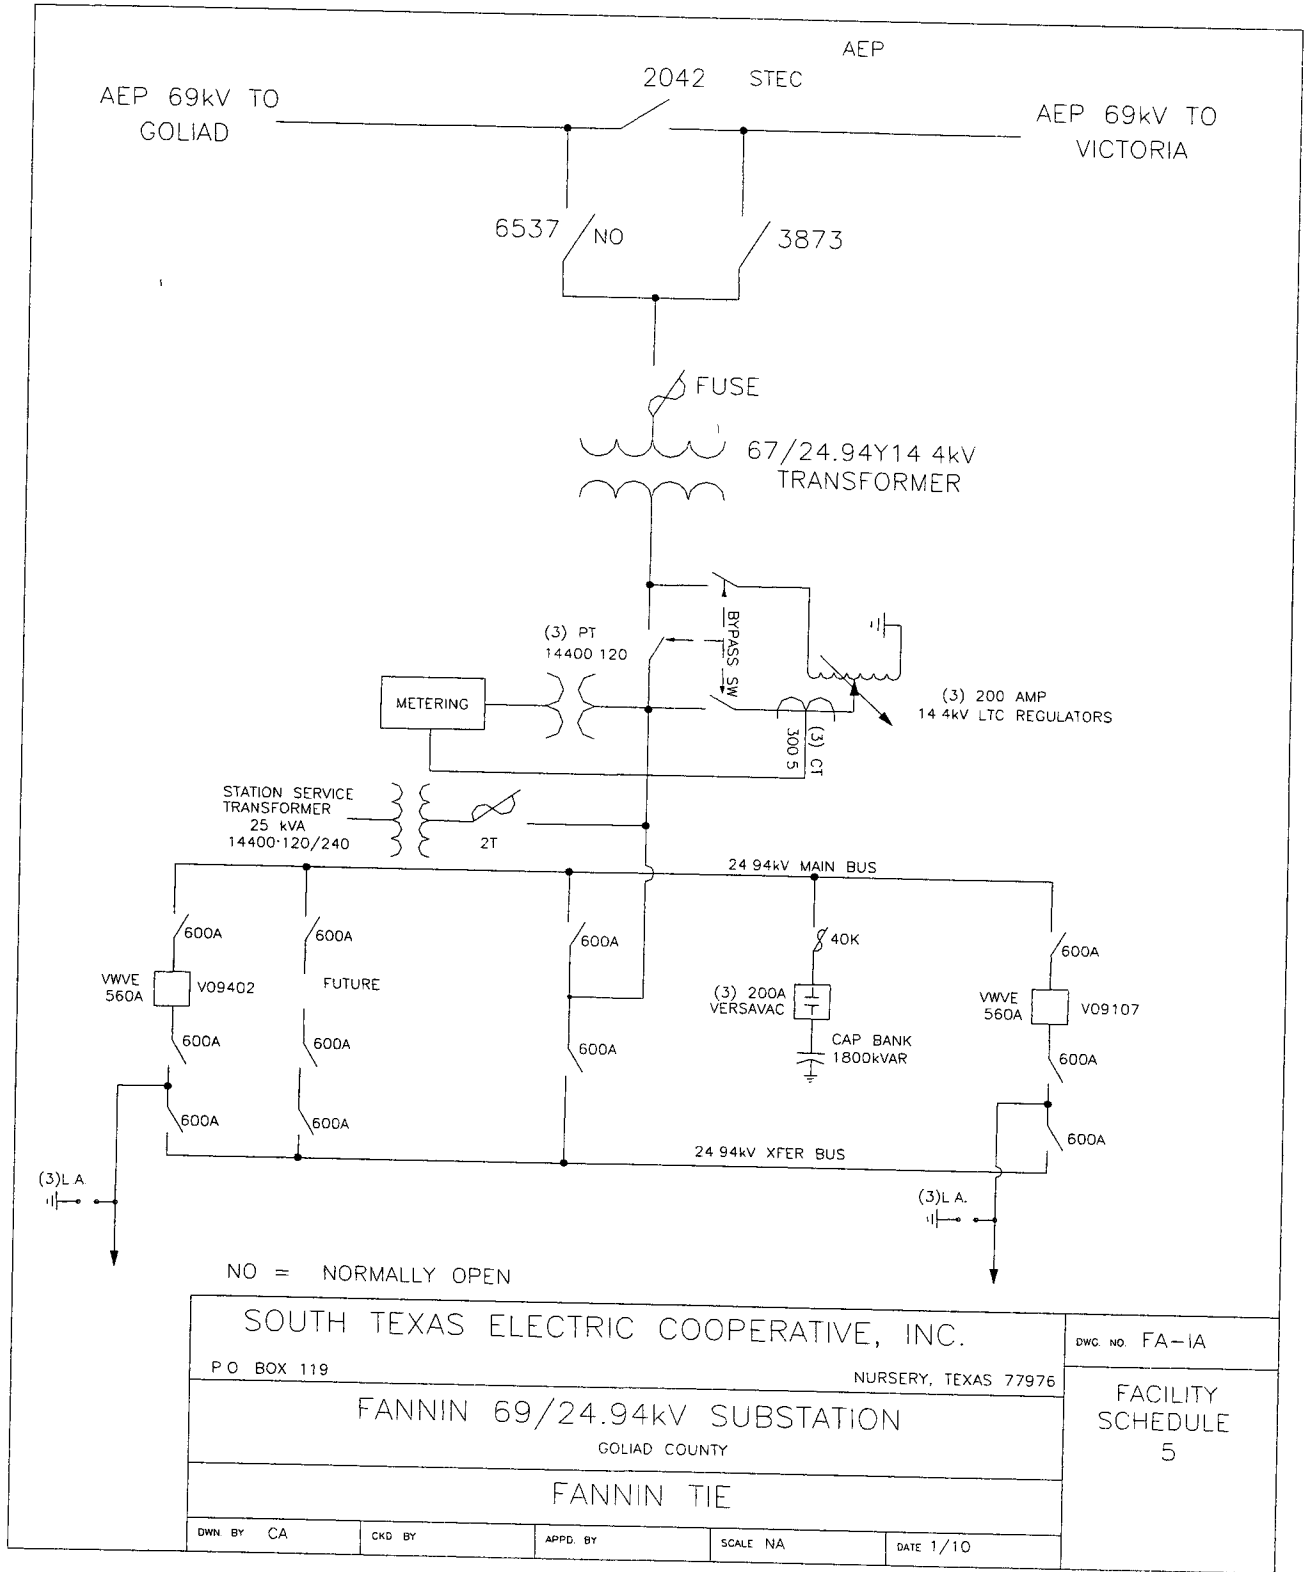 AEP
2042 STEC
AEP 69kV TO
GOLIAD
AEP 69kV TO
VICTORIA
6537
NO
3873
FUSE
67/24.94Y14 4kV
TRANSFORMER
(3) PT
14400 120
BYPASS SW
METERING
(3) CT
300 5
(3) 200 AMP
14 4kV LTC REGULATORS
STATION SERVICE
TRANSFORMER
25 kVA
14400·120/240
2T
24 94kV MAIN BUS
600A
600A
600A
40K
600A
VWVE
560A
V09402
FUTURE
(3) 200A
VERSAVAC
VWVE
560A
V09107
600A
600A
600A
CAP BANK
1800kVAR
600A
600A
600A
600A
24 94kV XFER BUS
(3)L A
(3)L A.
NO = NORMALLY OPEN
SOUTH TEXAS ELECTRIC COOPERATIVE, INC.
P O BOX 119
NURSERY, TEXAS 77976
DWG. NO. FA-1A
FANNIN 69/24.94kV SUBSTATION
GOLIAD COUNTY
FACILITY
SCHEDULE
5
FANNIN TIE
DWN. BY CA
CKD BY
APPD. BY
SCALE NA
DATE 1/10